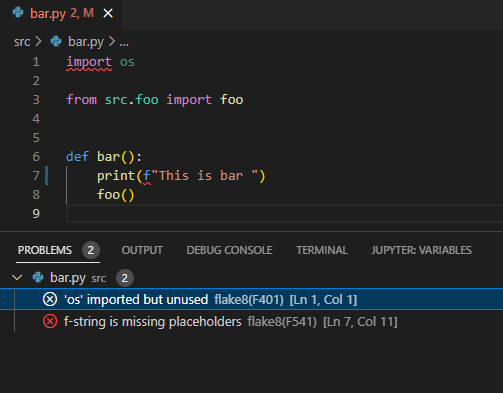 bar.py 2, M
src > bar.py > ...
1 import os
2
3 from src.foo import foo
4
5
6 def bar():
7     print(f"This is bar ")
8     foo()
9
PROBLEMS 2 OUTPUT DEBUG CONSOLE TERMINAL JUPYTER: VARIABLES
bar.py src 2
'os' imported but unused flake8(F401) [Ln 1, Col 1]
f-string is missing placeholders flake8(F541) [Ln 7, Col 11]